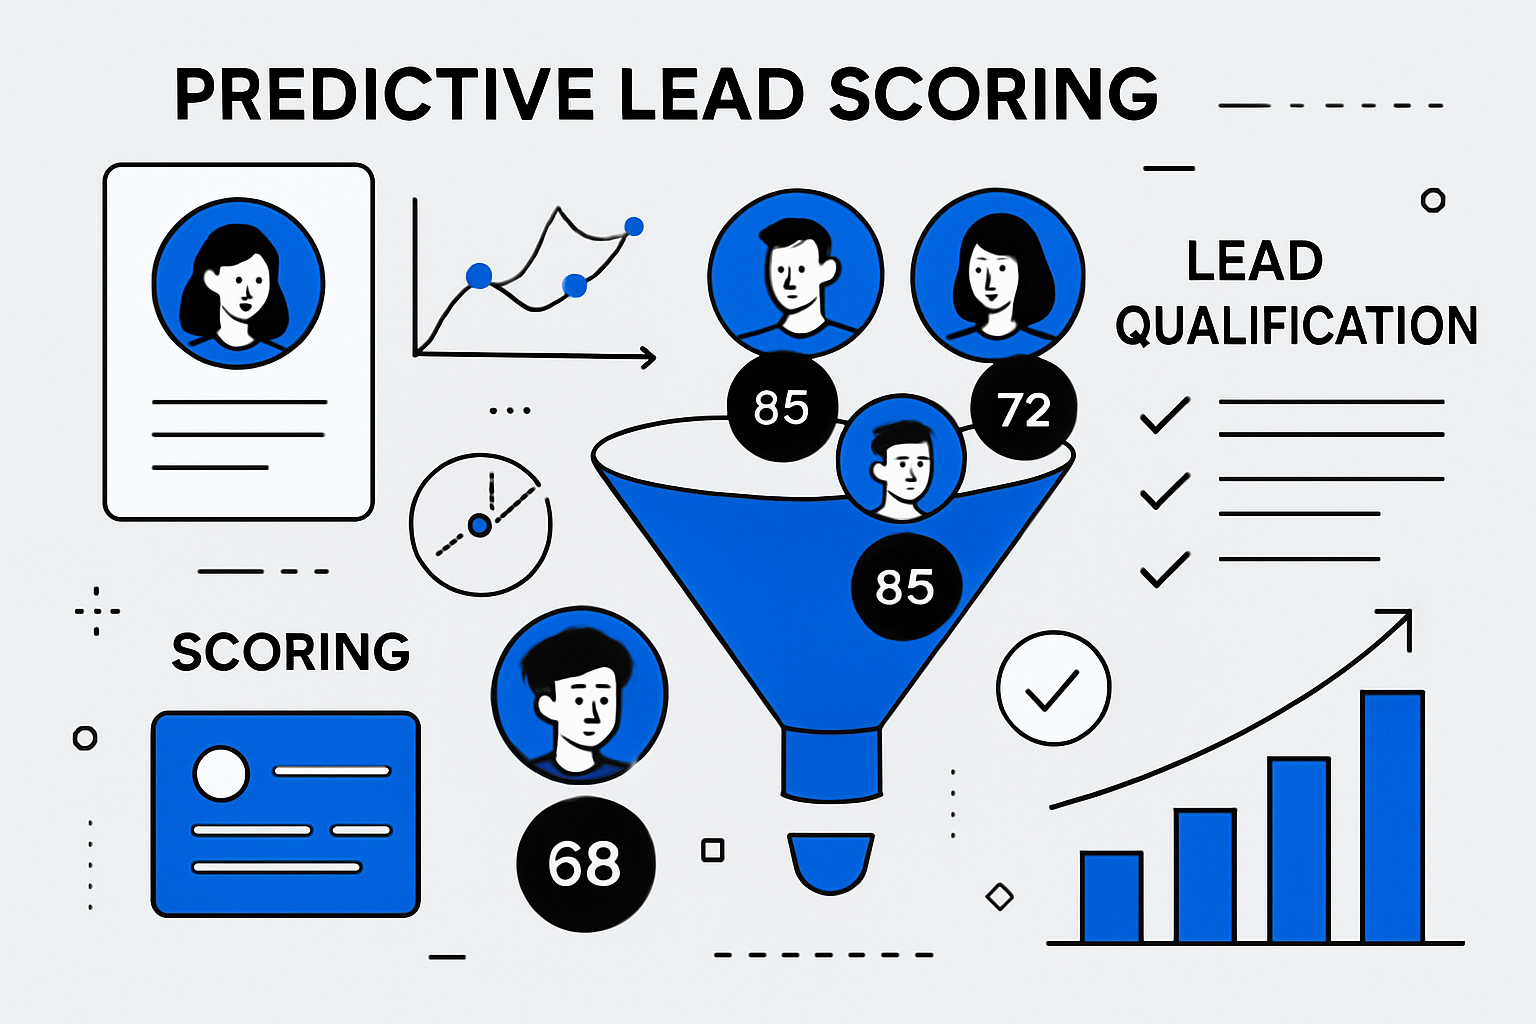 PREDICTIVE LEAD SCORING
LEAD
QUALIFICATION
85
72
85
SCORING
68